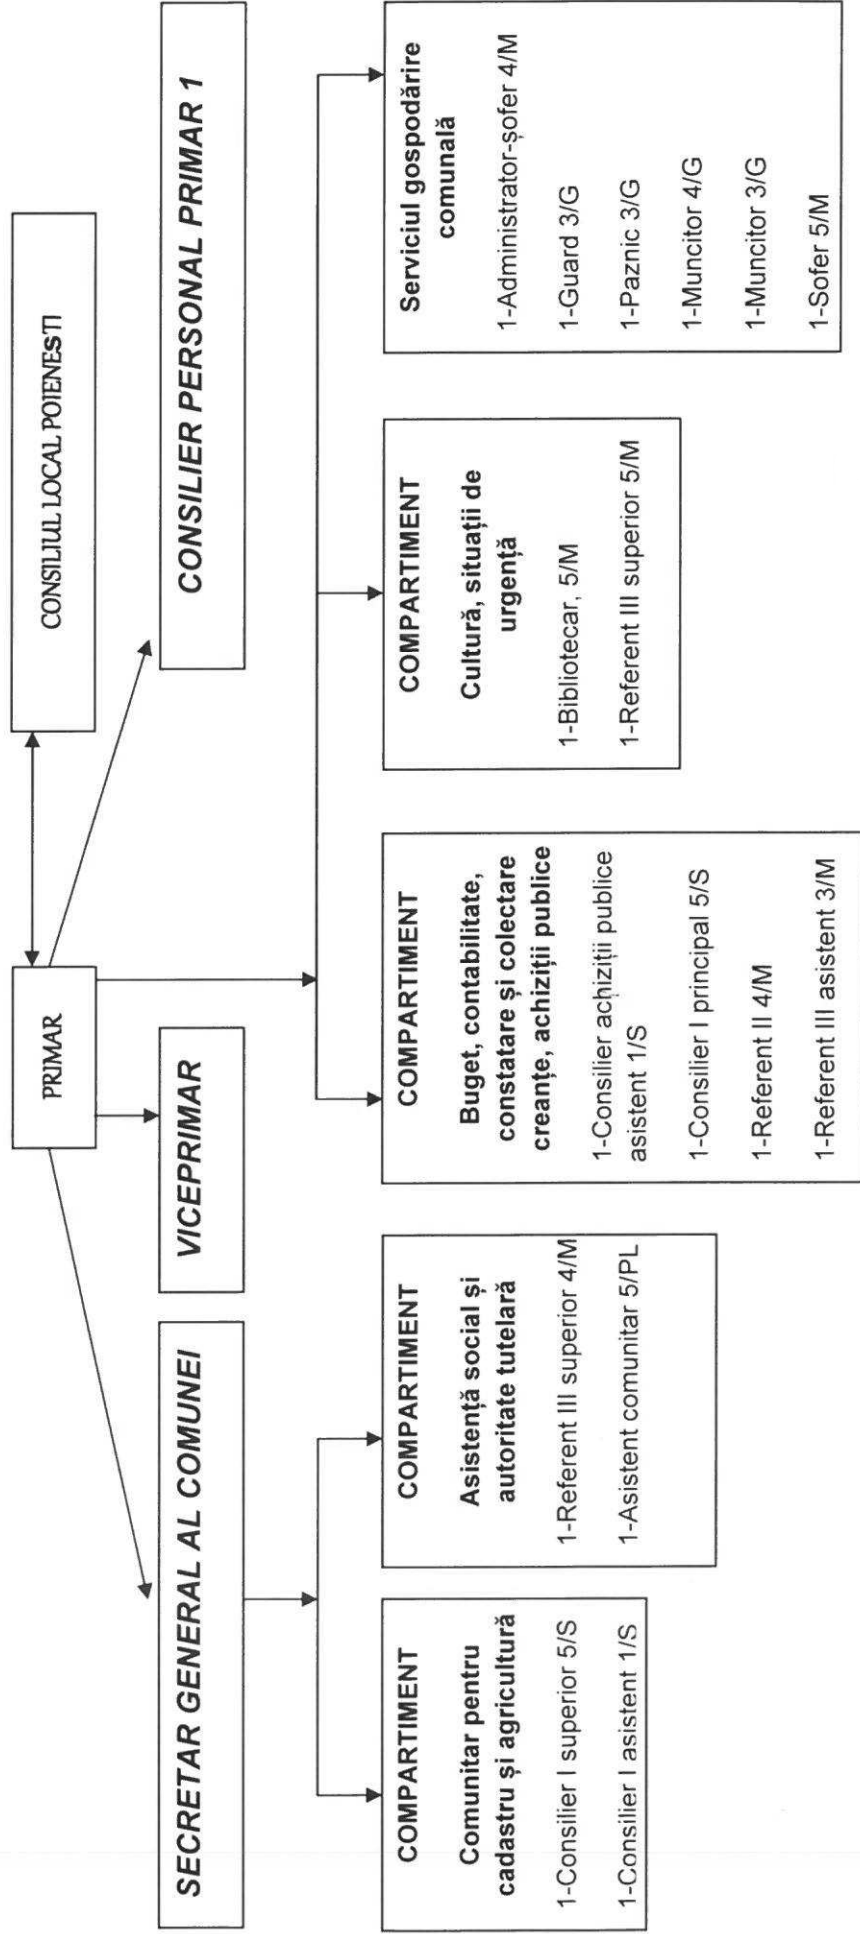 CONSILIUL LOCAL POIENEȘTI
PRIMAR
SECRETAR GENERAL AL COMUNEI
VICEPRIMAR
CONSILIER PERSONAL PRIMAR 1
COMPARTIMENT
Comunitar pentru
cadastru și agricultură
1-Consilier I superior 5/S
1-Consilier I asistent 1/S
COMPARTIMENT
Asistență social și
autoritate tutelară
1-Referent III superior 4/M
1-Asistent comunitar 5/PL
COMPARTIMENT
Buget, contabilitate,
constatare și colectare
creanțe, achiziții publice
1-Consilier achiziții publice
asistent 1/S
1-Consilier I principal 5/S
1-Referent II 4/M
1-Referent III asistent 3/M
COMPARTIMENT
Cultură, situații de
urgență
1-Bibliotecar, 5/M
1-Referent III superior 5/M
Serviciul gospodărire
comunală
1-Administrator-șofer 4/M
1-Guard 3/G
1-Paznic 3/G
1-Muncitor 4/G
1-Muncitor 3/G
1-Sofer 5/M